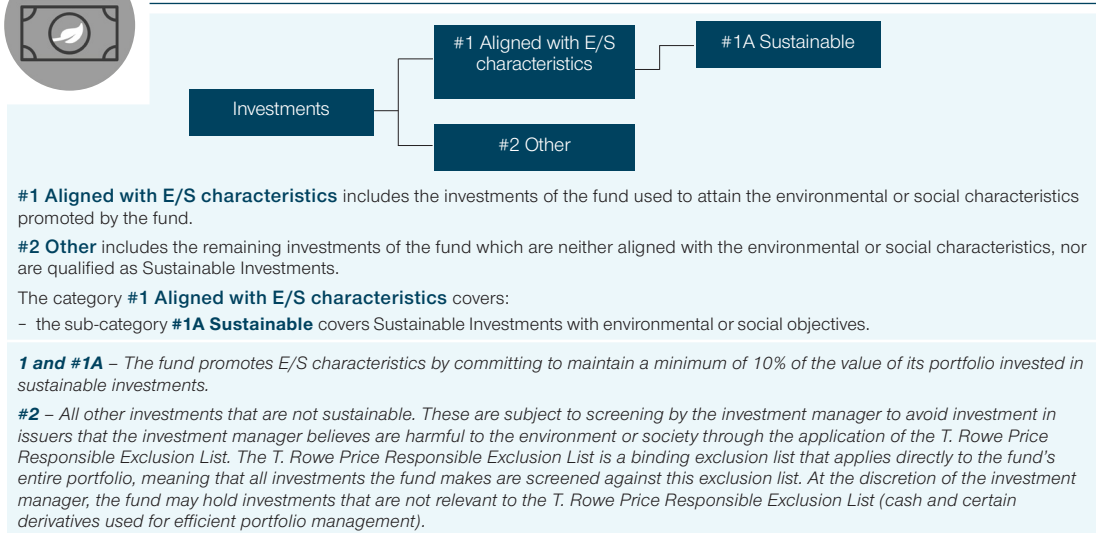 #1 Aligned with E/S
characteristics
#1A Sustainable
Investments
#2 Other
#1 Aligned with E/S characteristics includes the investments of the fund used to attain the environmental or social characteristics
promoted by the fund.
#2 Other includes the remaining investments of the fund which are neither aligned with the environmental or social characteristics, nor
are qualified as Sustainable Investments.
The category #1 Aligned with E/S characteristics covers:
– the sub-category #1A Sustainable covers Sustainable Investments with environmental or social objectives.
1 and #1A – The fund promotes E/S characteristics by committing to maintain a minimum of 10% of the value of its portfolio invested in
sustainable investments.
#2 – All other investments that are not sustainable. These are subject to screening by the investment manager to avoid investment in
issuers that the investment manager believes are harmful to the environment or society through the application of the T. Rowe Price
Responsible Exclusion List. The T. Rowe Price Responsible Exclusion List is a binding exclusion list that applies directly to the fund's
entire portfolio, meaning that all investments the fund makes are screened against this exclusion list. At the discretion of the investment
manager, the fund may hold investments that are not relevant to the T. Rowe Price Responsible Exclusion List (cash and certain
derivatives used for efficient portfolio management).